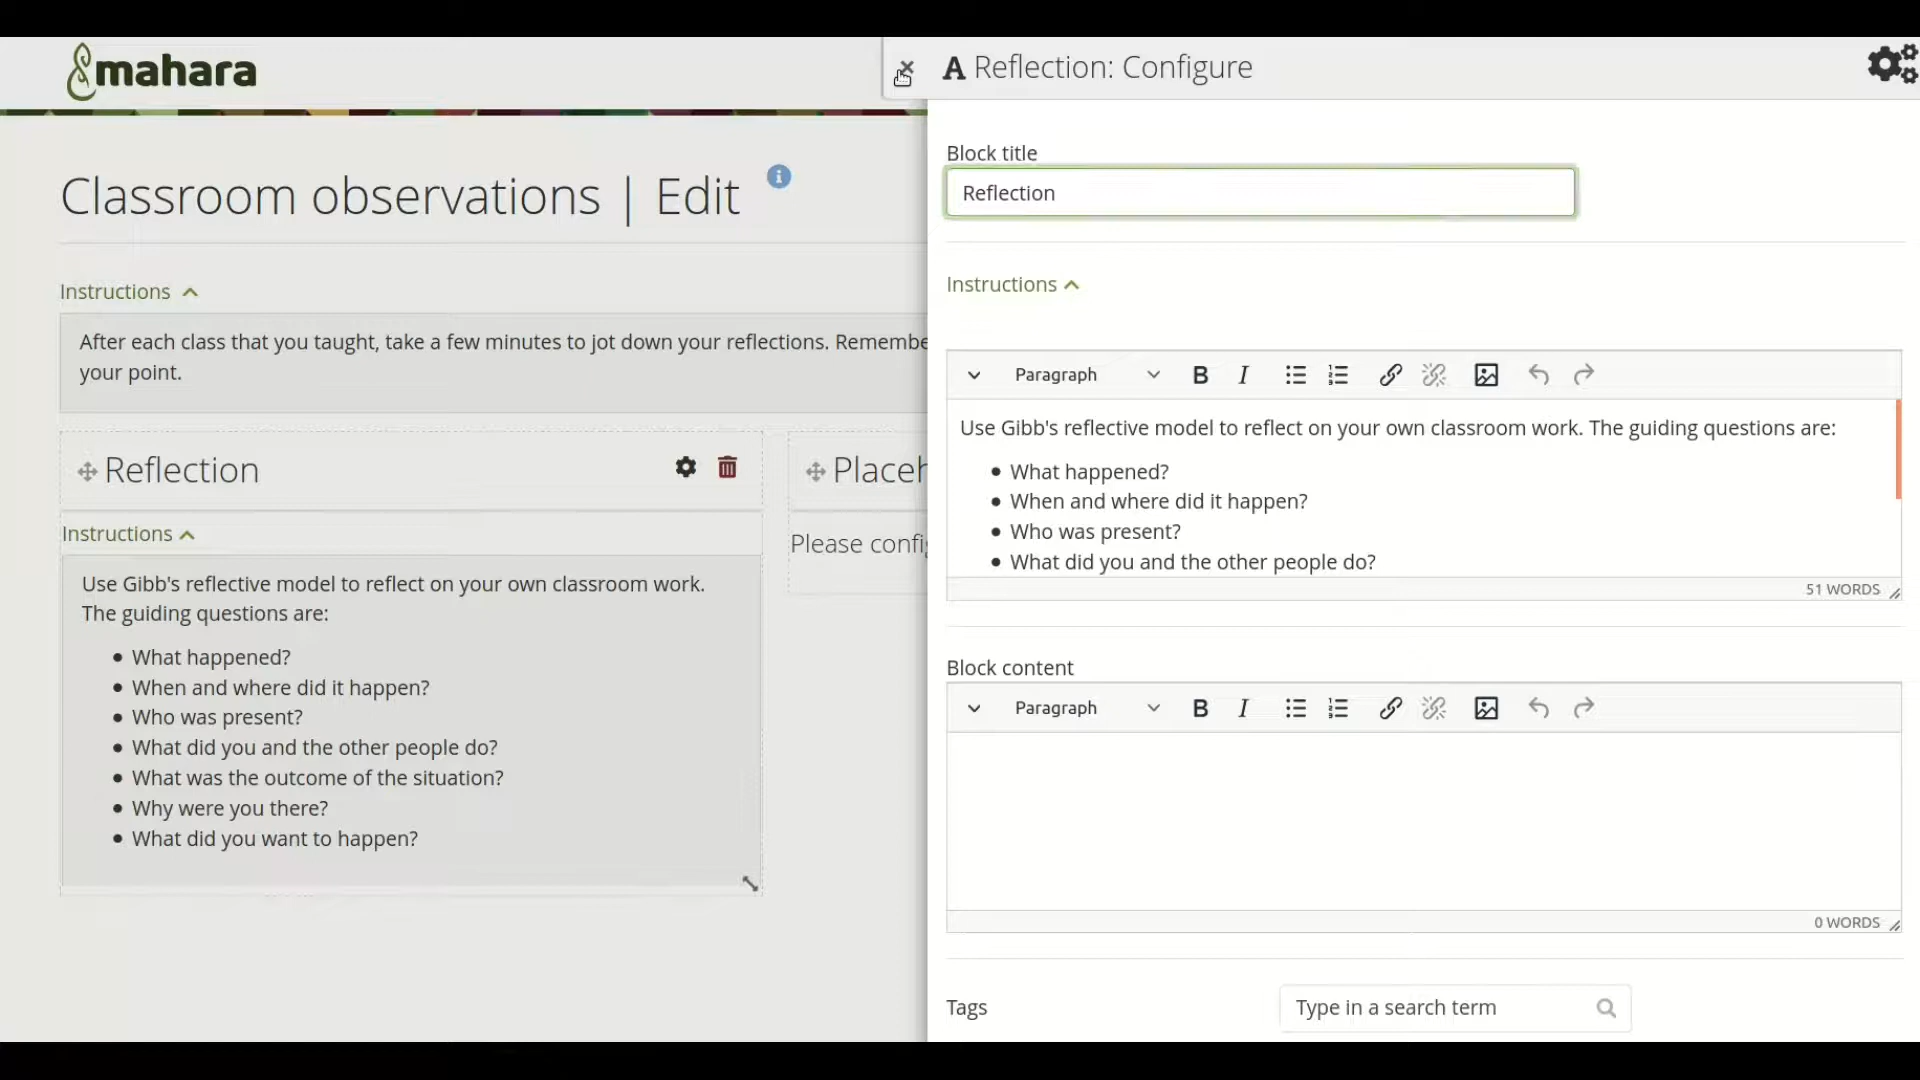 mahara
Classroom observations | Edit
Instructions
After each class that you taught, take a few minutes to jot down your reflections. Remembe
your point.
Reflection
Instructions
Use Gibb's reflective model to reflect on your own classroom work.
The guiding questions are:
What happened?
When and where did it happen?
Who was present?
What did you and the other people do?
What was the outcome of the situation?
Why were you there?
What did you want to happen?
Placeh
Please config
A Reflection: Configure
Block title
Reflection
Instructions
Paragraph B I
Use Gibb's reflective model to reflect on your own classroom work. The guiding questions are:
What happened?
When and where did it happen?
Who was present?
What did you and the other people do?
51 WORDS
Block content
Paragraph B I
0 WORDS
Tags
Type in a search term